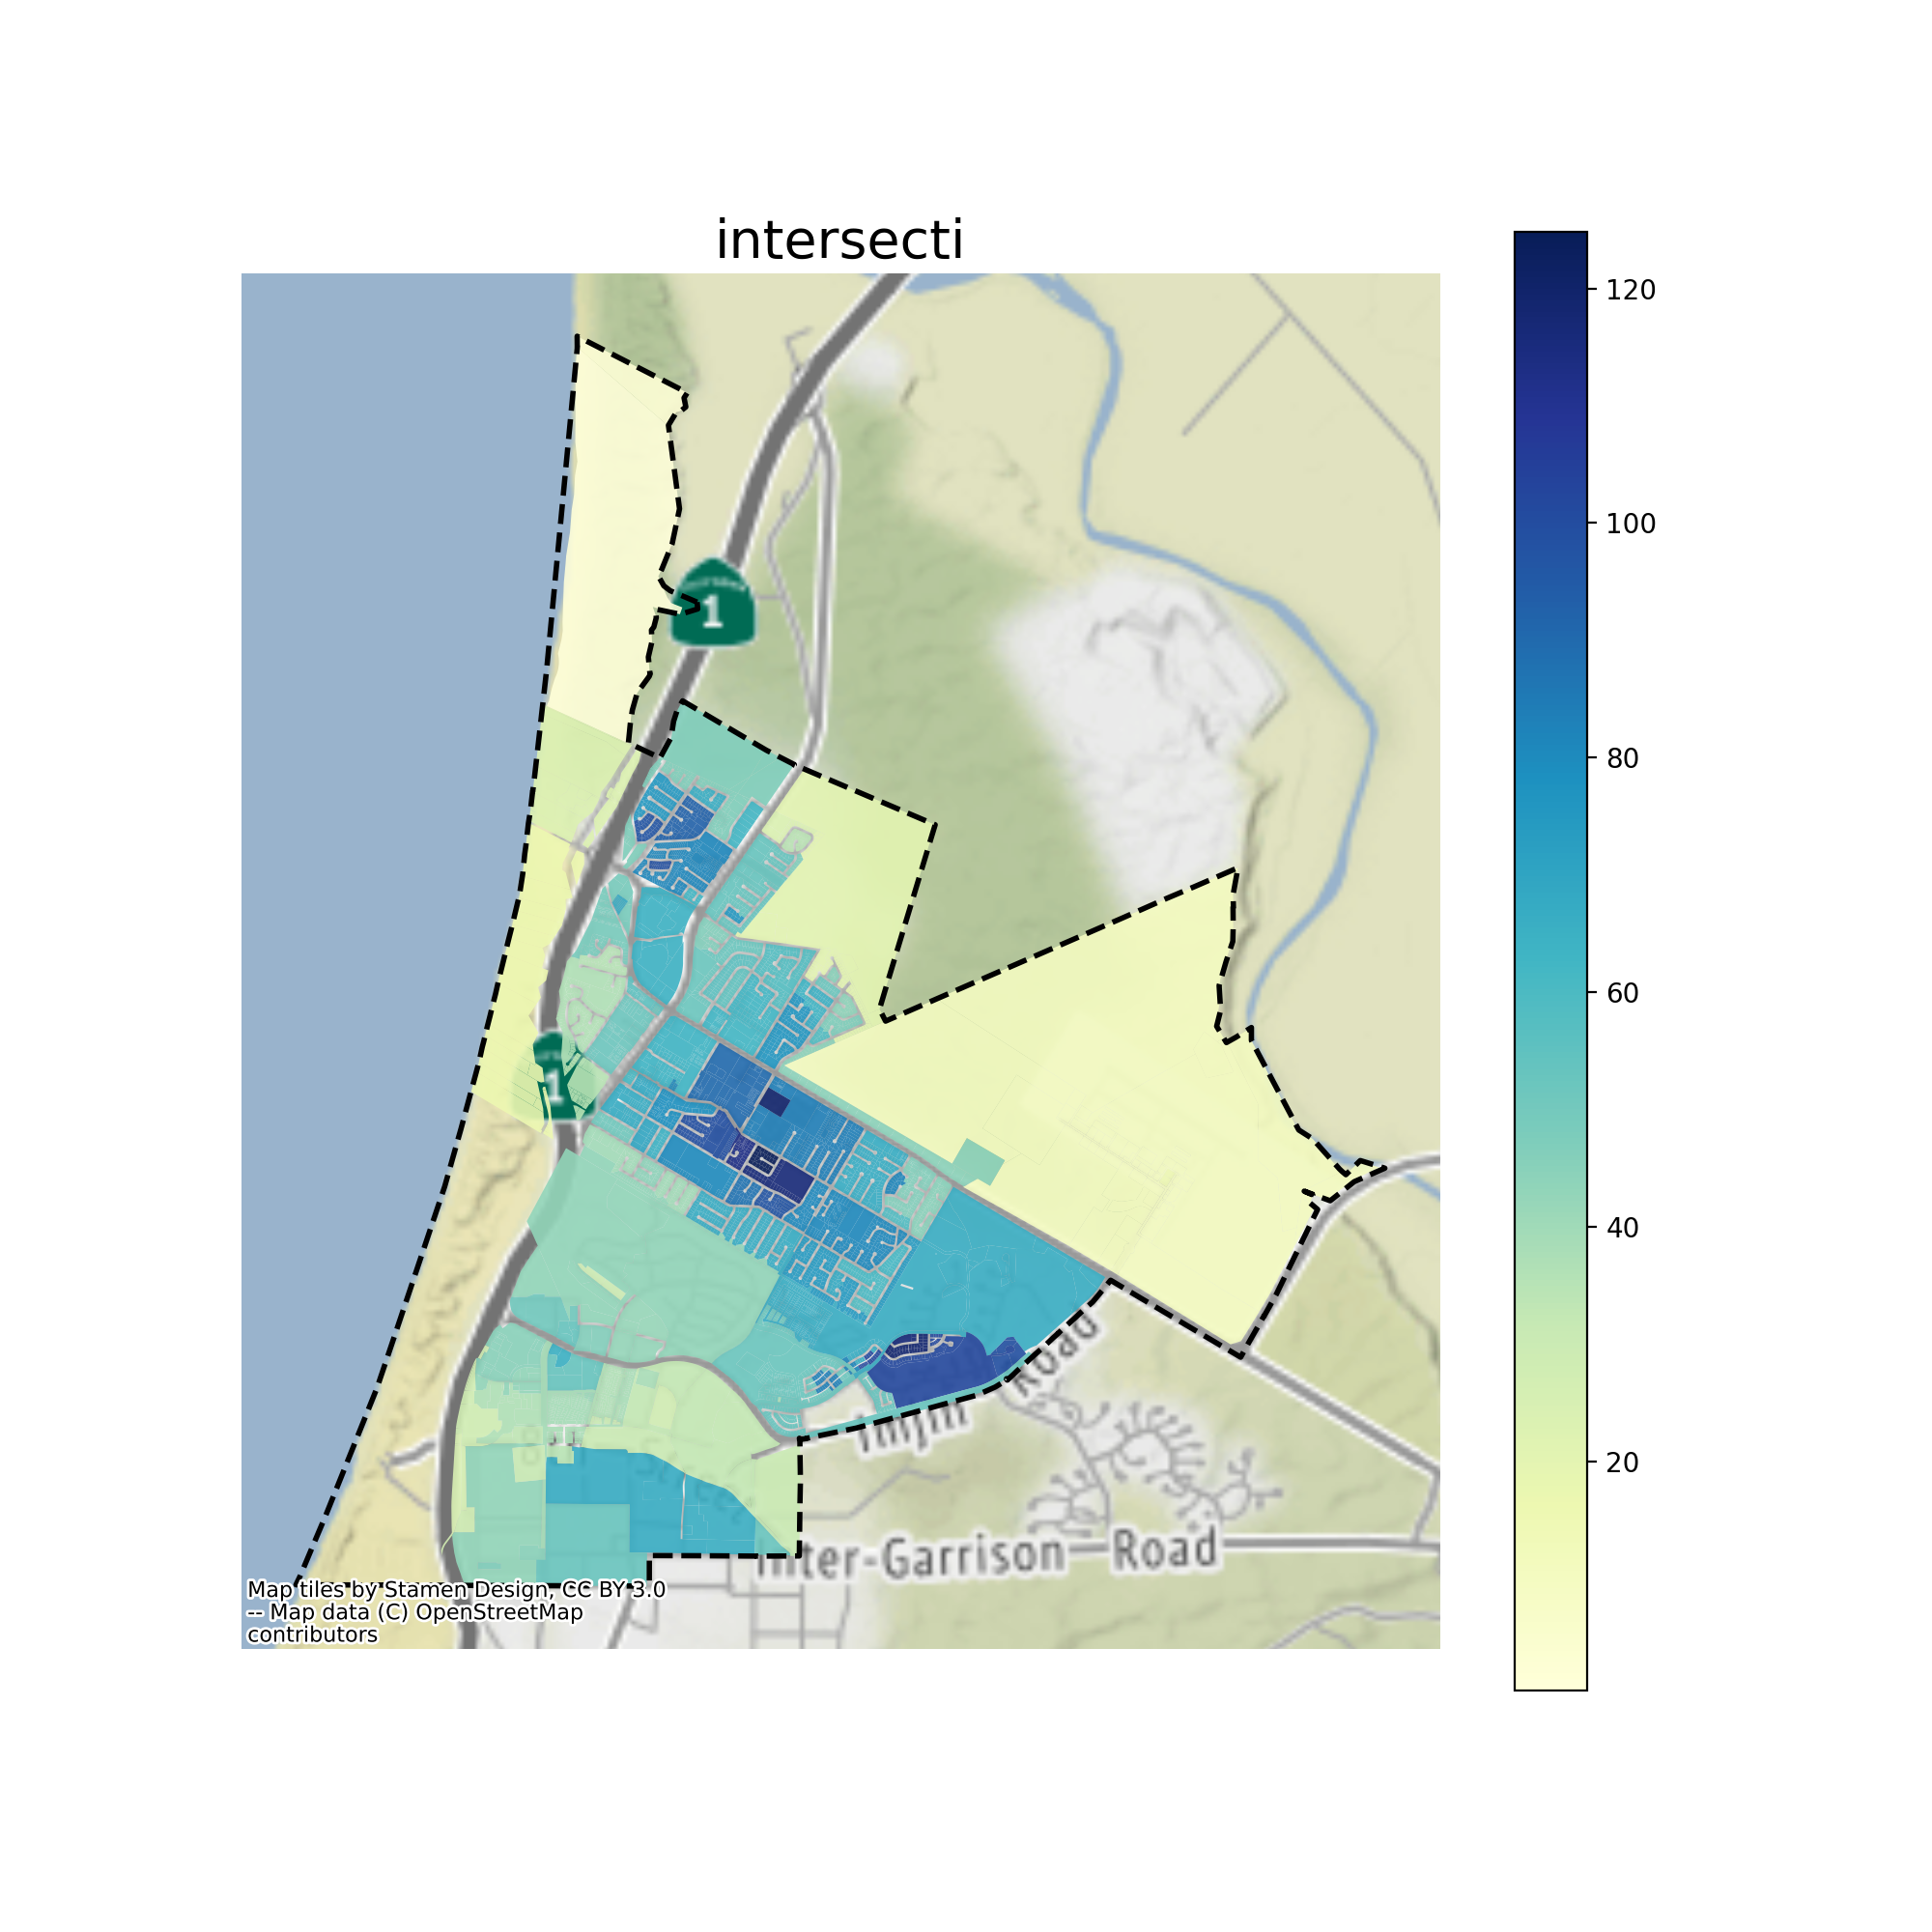 intersecti
120
100
80
60
40
20
1
1
Road
Imjin
Inter-Garrison Road
Map tiles by Stamen Design, CC BY 3.0
-- Map data (C) OpenStreetMap
contributors